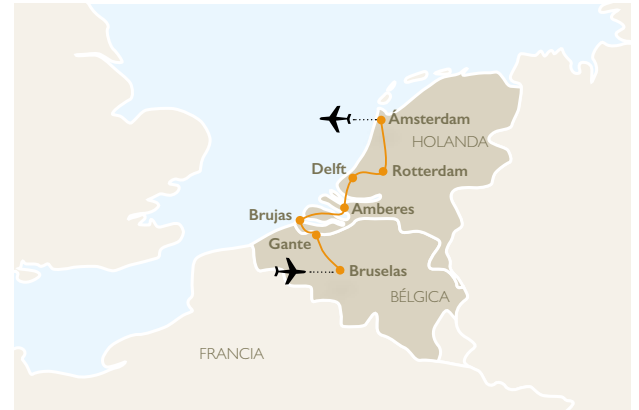 Ámsterdam
HOLANDA
Delft
Rotterdam
Amberes
Brujas
Gante
Bruselas
BÉLGICA
FRANCIA